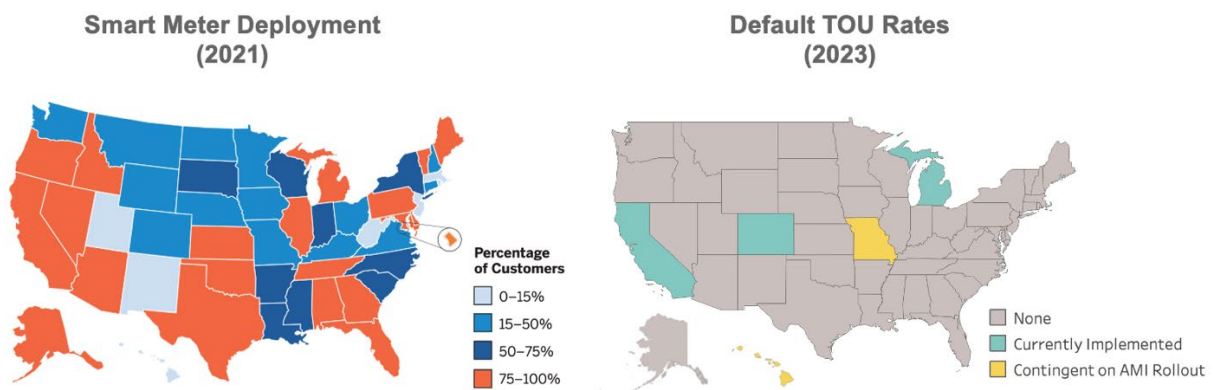 Smart Meter Deployment
(2021)
Default TOU Rates
(2023)
Percentage
of Customers
0–15%
15–50%
50–75%
75–100%
None
Currently Implemented
Contingent on AMI Rollout